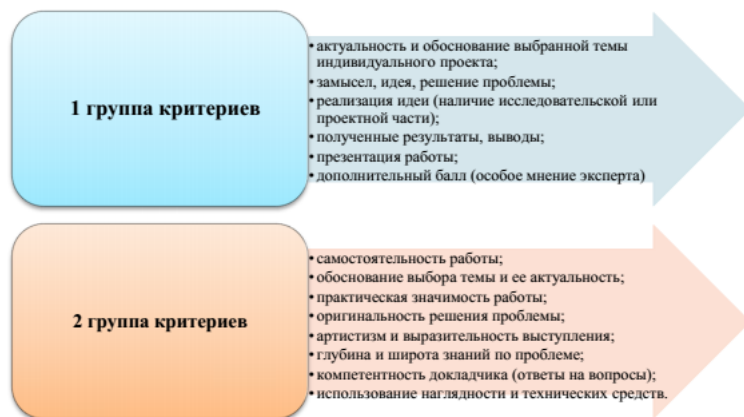 1 группа критериев
• актуальность и обоснование выбранной темы
индивидуального проекта;
• замысел, идея, решение проблемы;
• реализация идеи (наличие исследовательской или
проектной части);
• полученные результаты, выводы;
• презентация работы;
• дополнительный балл (особое мнение эксперта)
2 группа критериев
• самостоятельность работы;
• обоснование выбора темы и ее актуальность;
• практическая значимость работы;
• оригинальность решения проблемы;
• артистизм и выразительность выступления;
• глубина и широта знаний по проблеме;
• компетентность докладчика (ответы на вопросы);
• использование наглядности и технических средств.